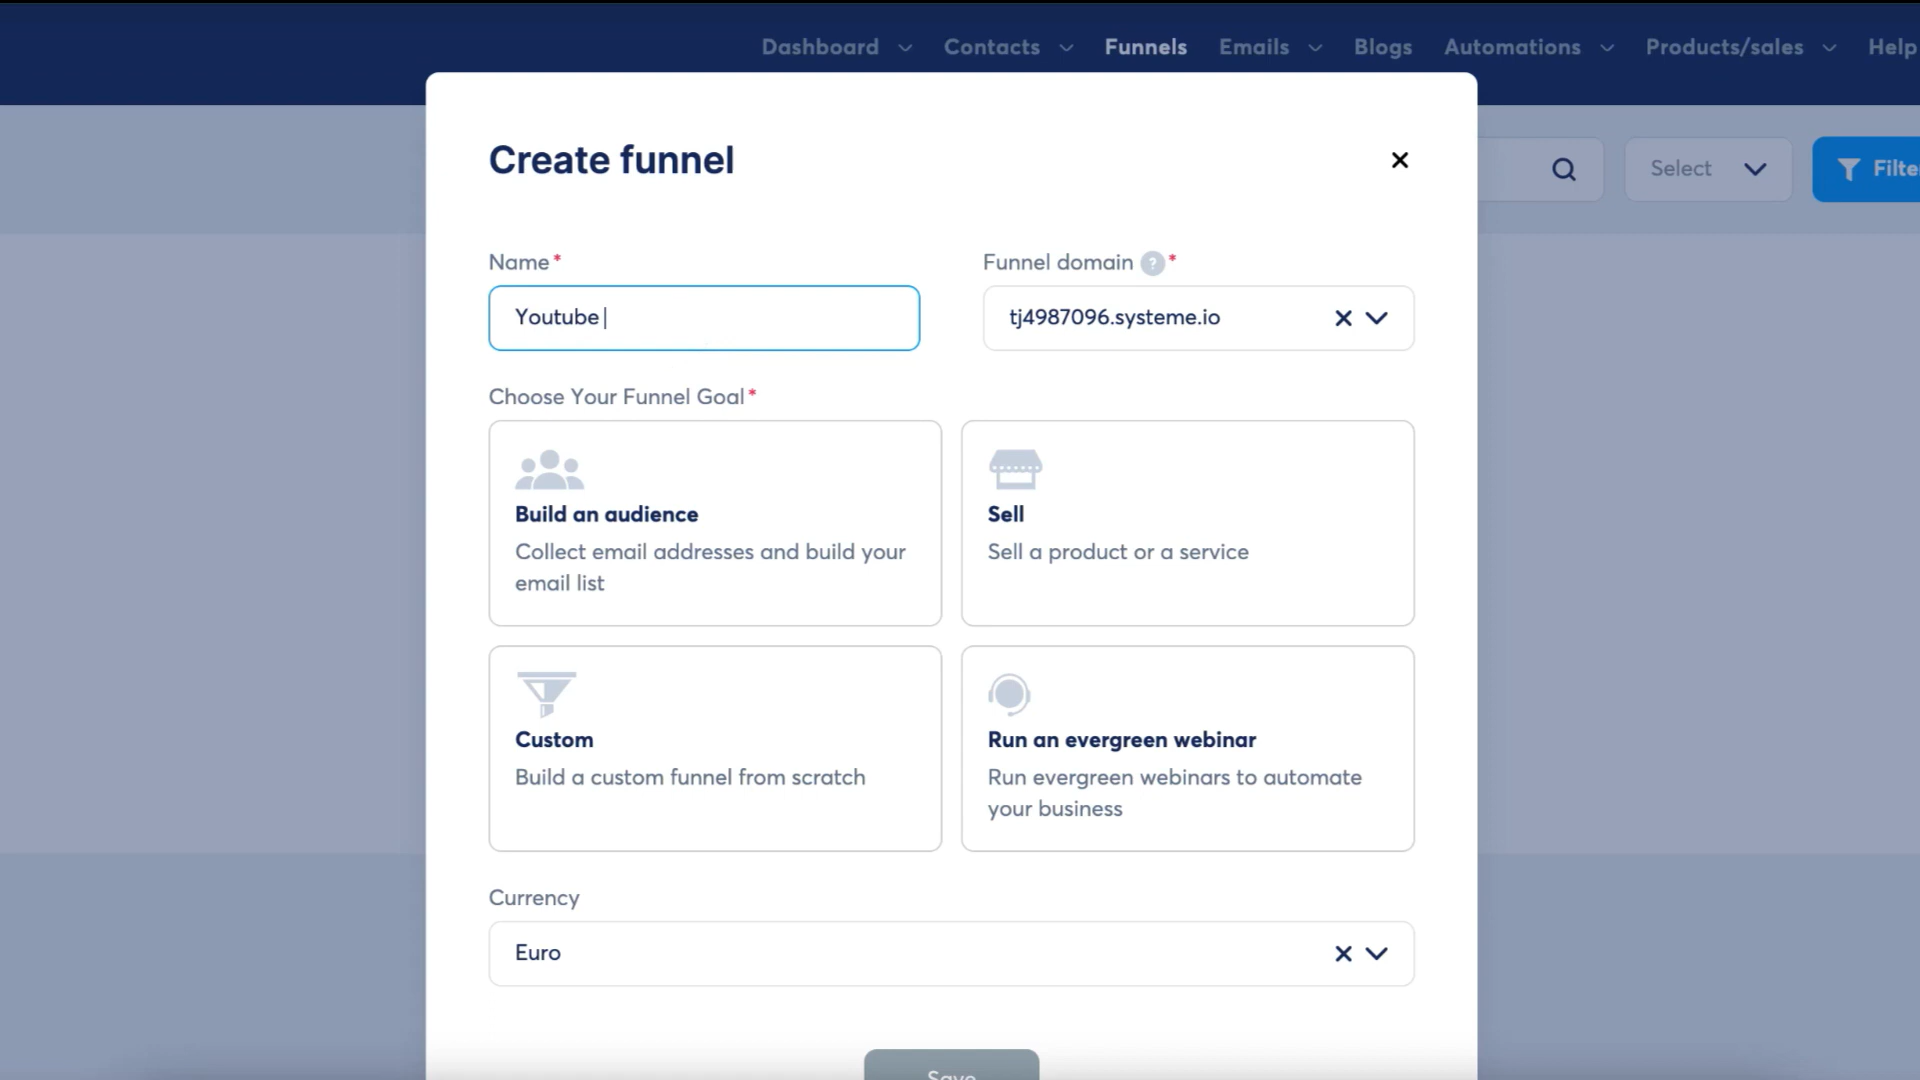 Dashboard Contacts Funnels Emails Blogs Automations Products/sales Help
Create funnel
Select
Name*
Funnel domain ? *
Youtube
tj4987096.systeme.io
Choose Your Funnel Goal*
Build an audience
Collect email addresses and build your
email list
Sell
Sell a product or a service
Custom
Build a custom funnel from scratch
Run an evergreen webinar
Run evergreen webinars to automate
your business
Currency
Euro
Save